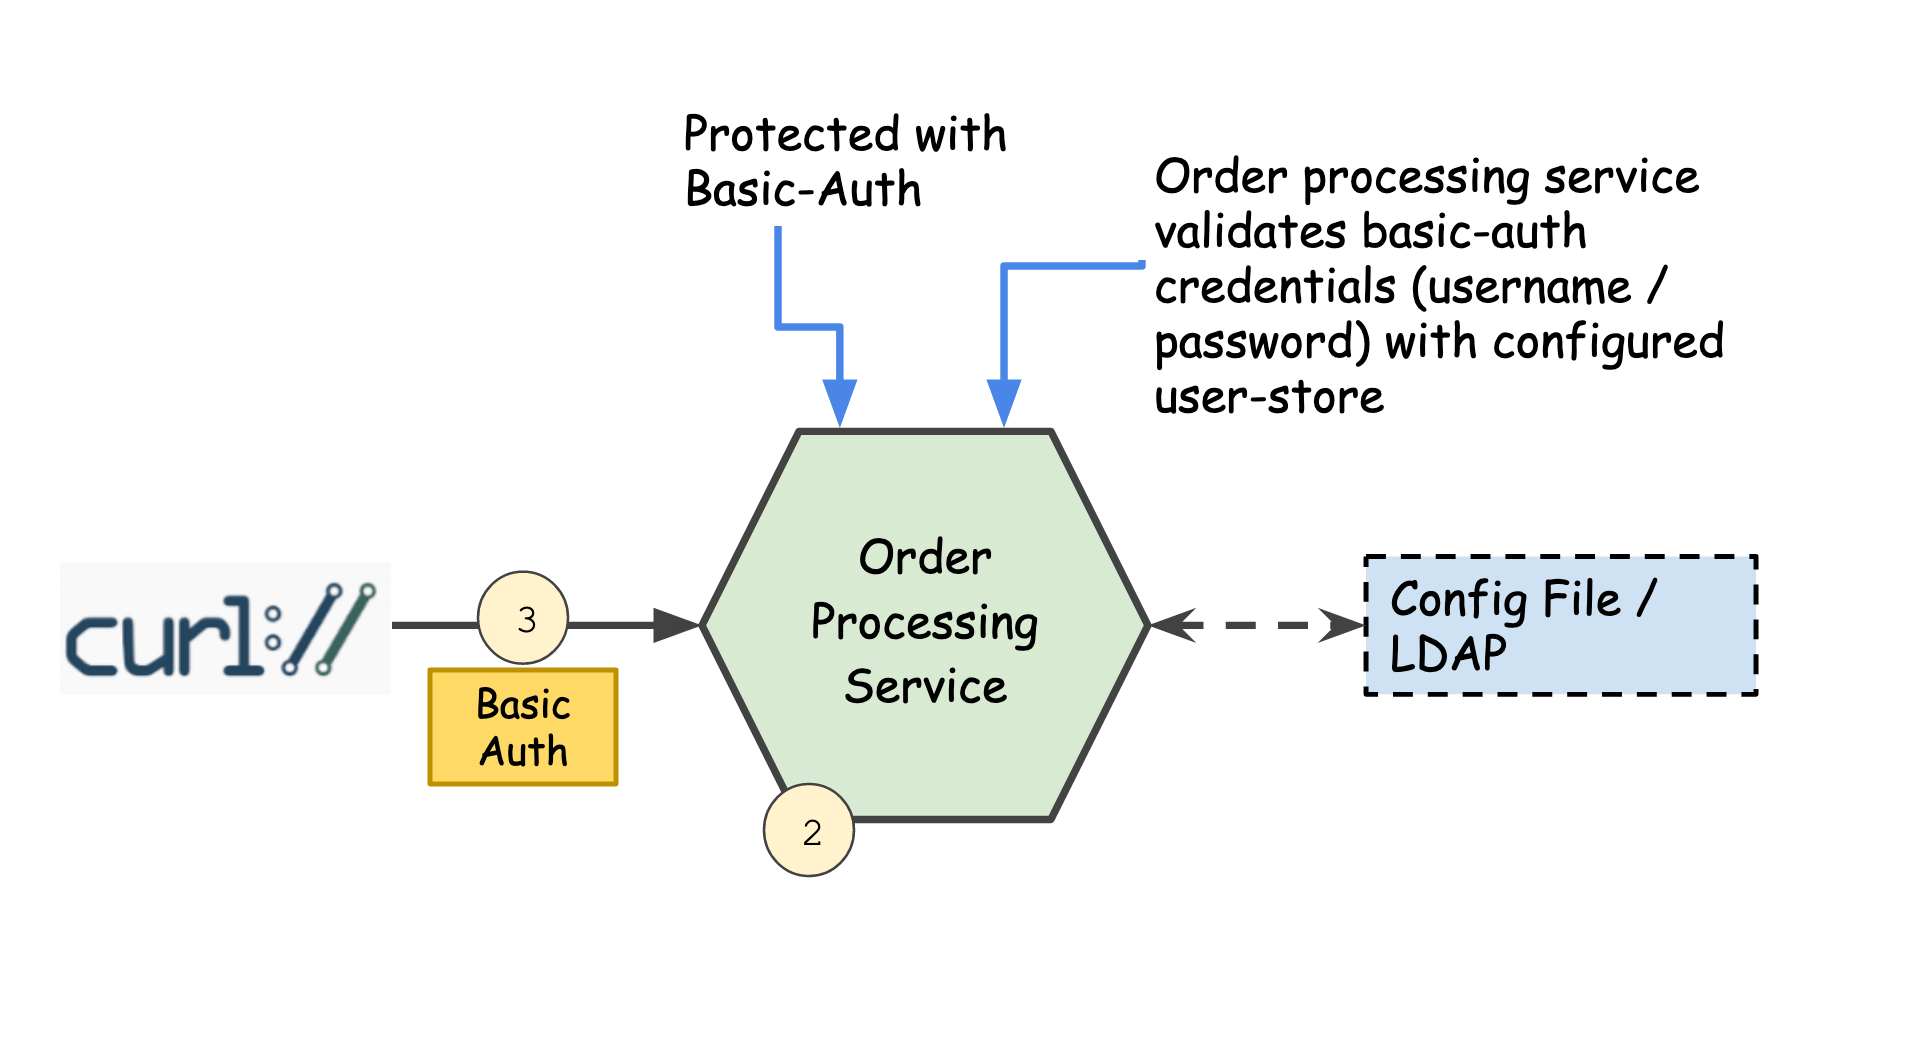 Protected with
Basic-Auth
Order processing service
validates basic-auth
credentials (username /
password) with configured
user-store
curl://
3
Basic
Auth
Order
Processing
Service
2
Config File /
LDAP